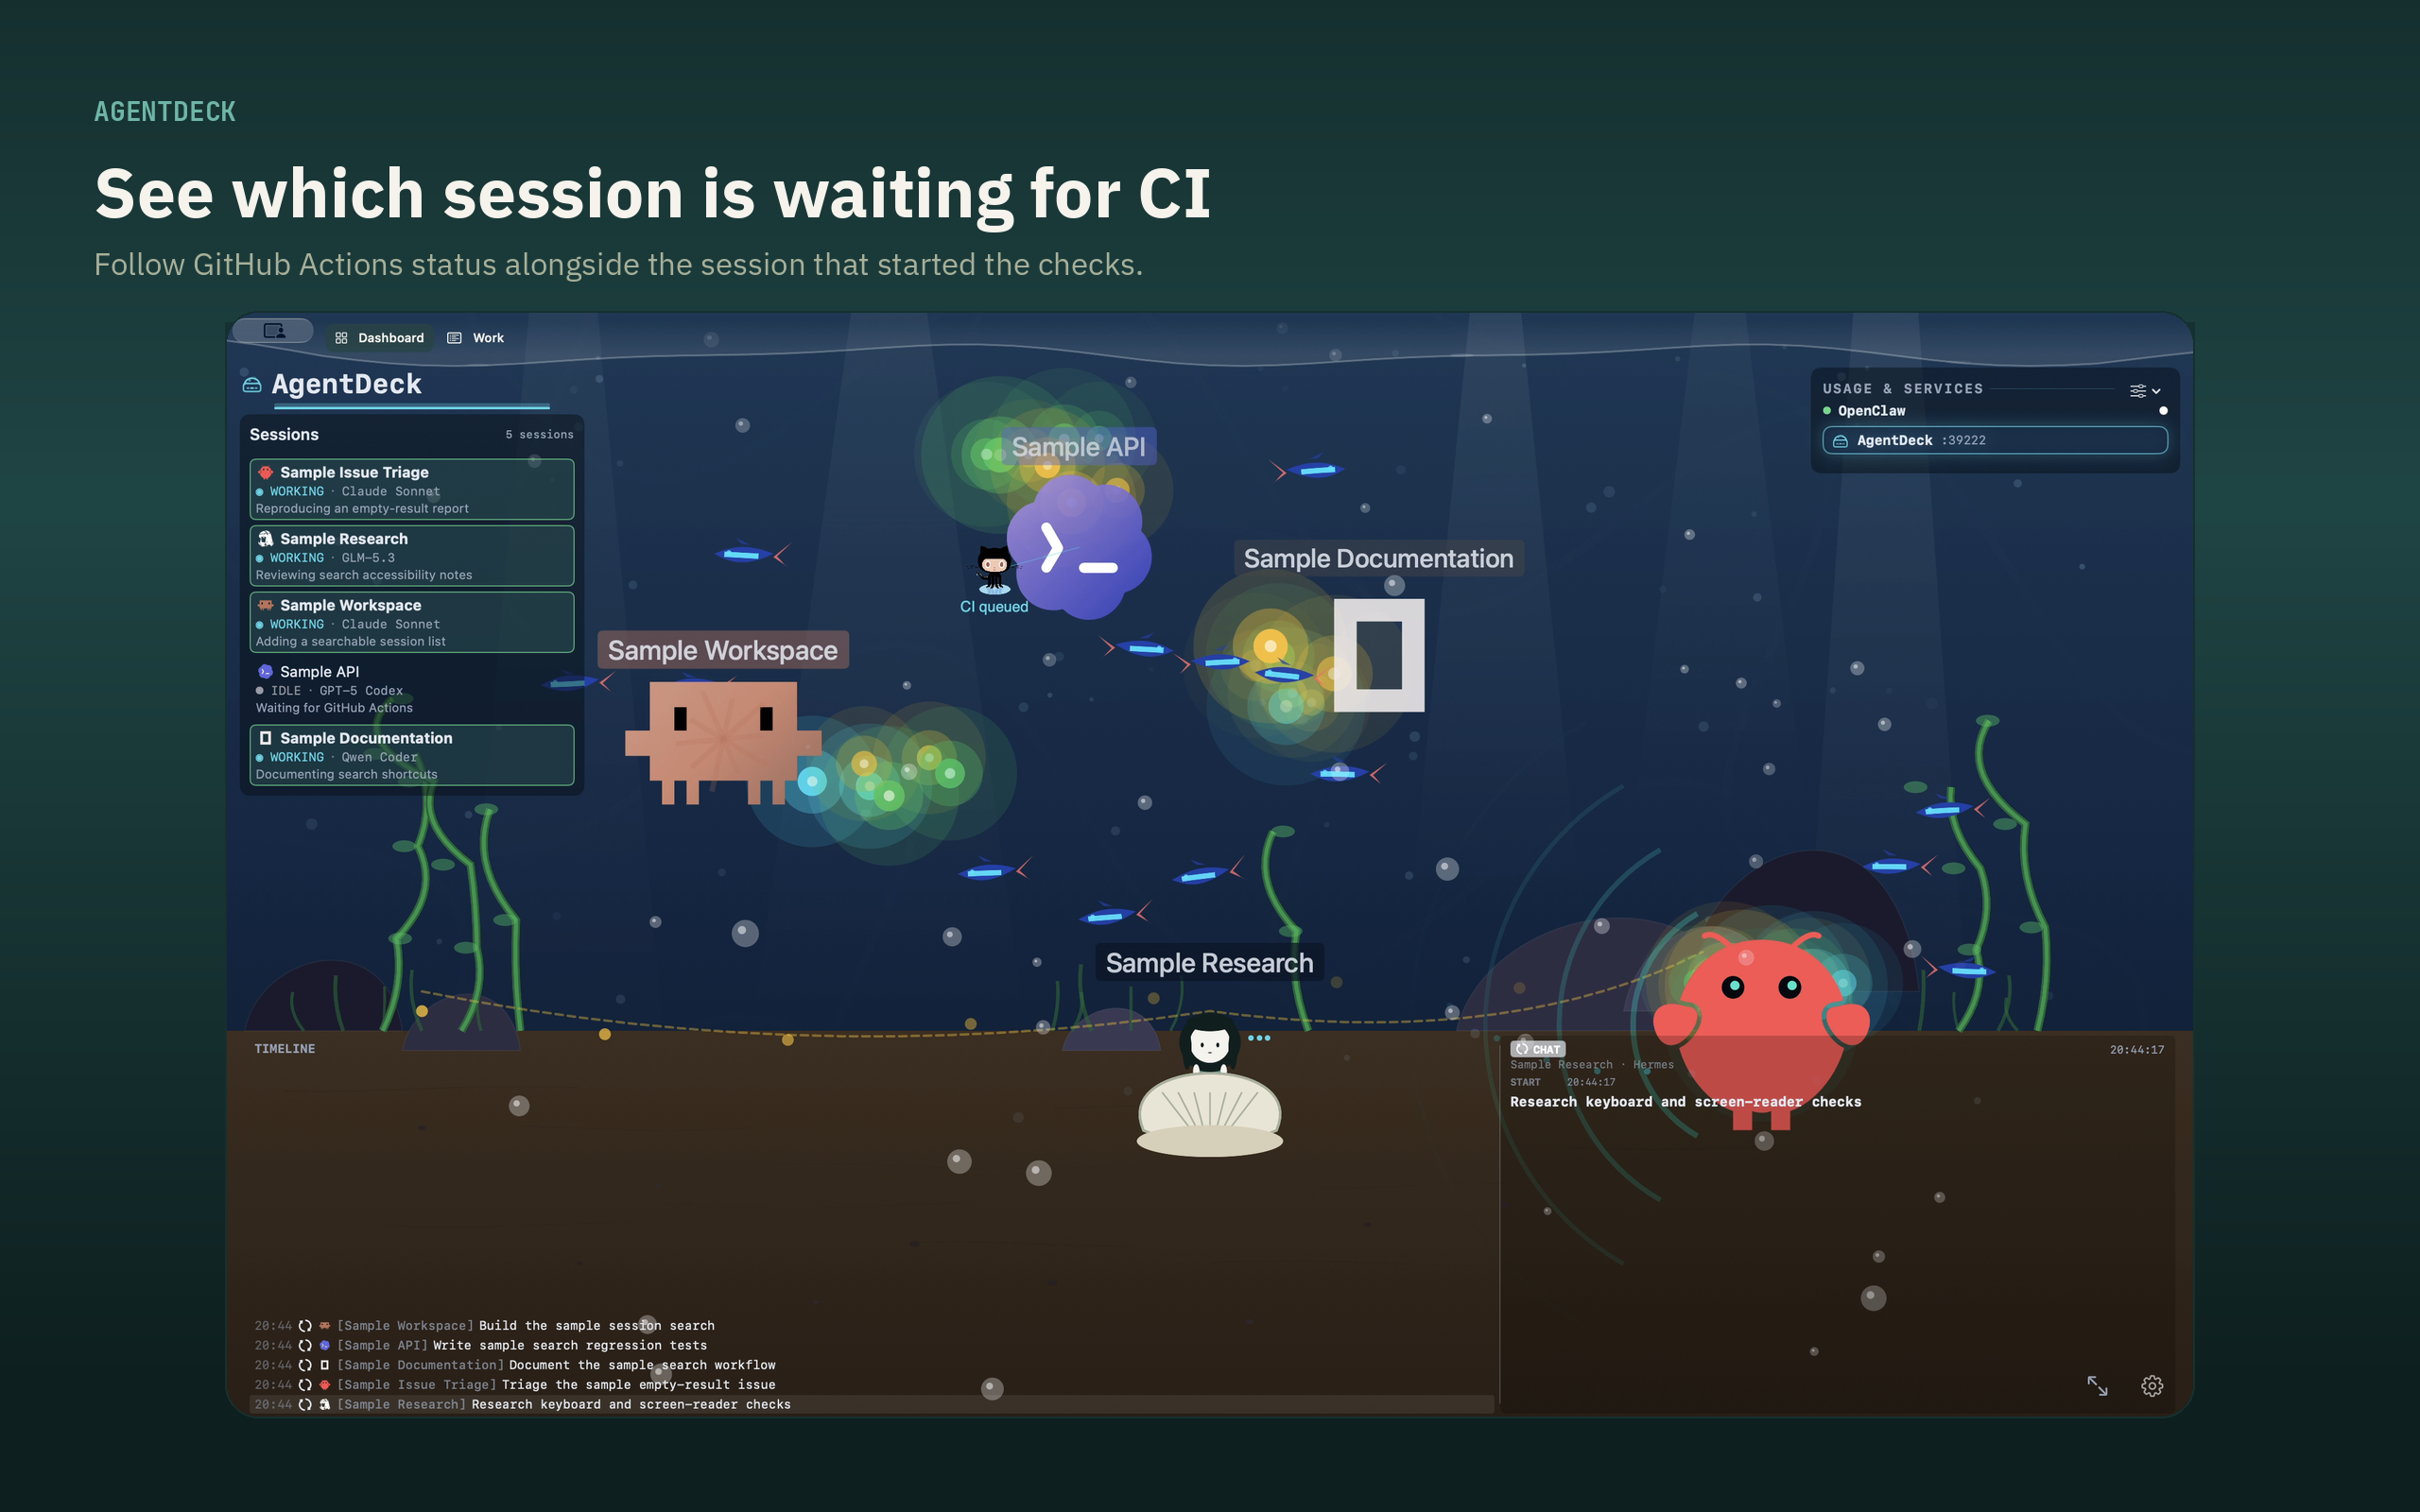 AGENTDECK
See which session is waiting for CI
Follow GitHub Actions status alongside the session that started the checks.
Dashboard
Work
AgentDeck
Sessions
5 sessions
Sample Issue Triage
WORKING · Claude Sonnet
Reproducing an empty-result report
Sample Research
WORKING · GLM-5.3
Reviewing search accessibility notes
Sample Workspace
WORKING · Claude Sonnet
Adding a searchable session list
Sample API
IDLE · GPT-5 Codex
Waiting for GitHub Actions
Sample Documentation
WORKING · Qwen Coder
Documenting search shortcuts
USAGE & SERVICES
OpenClaw
AgentDeck :39222
Sample API
CI queued
Sample Documentation
Sample Workspace
Sample Research
TIMELINE
20:44 [Sample Workspace] Build the sample session search
20:44 [Sample API] Write sample search regression tests
20:44 [Sample Documentation] Document the sample search workflow
20:44 [Sample Issue Triage] Triage the sample empty-result issue
20:44 [Sample Research] Research keyboard and screen-reader checks
CHAT
20:44:17
Sample Research · Hermes
START 20:44:17
Research keyboard and screen-reader checks